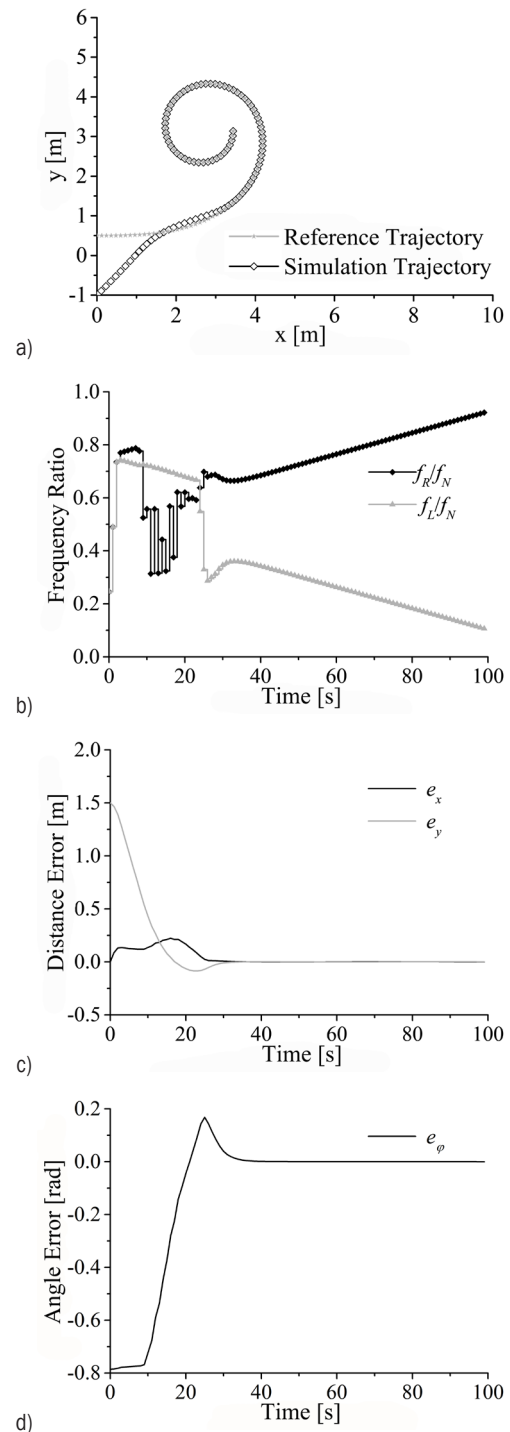 6
5
4
3
2
1
0
-1
y [m]
Reference Trajectory
Simulation Trajectory
0 2 4 6 8 10
x [m]
a)
1.0
0.8
0.6
0.4
0.2
0.0
Frequency Ratio
f_R/f_N
f_L/f_N
0 20 40 60 80 100
Time [s]
b)
2.0
1.5
1.0
0.5
0.0
-0.5
Distance Error [m]
e_x
e_y
0 20 40 60 80 100
Time [s]
c)
0.2
0.0
-0.2
-0.4
-0.6
-0.8
Angle Error [rad]
e_φ
0 20 40 60 80 100
Time [s]
d)